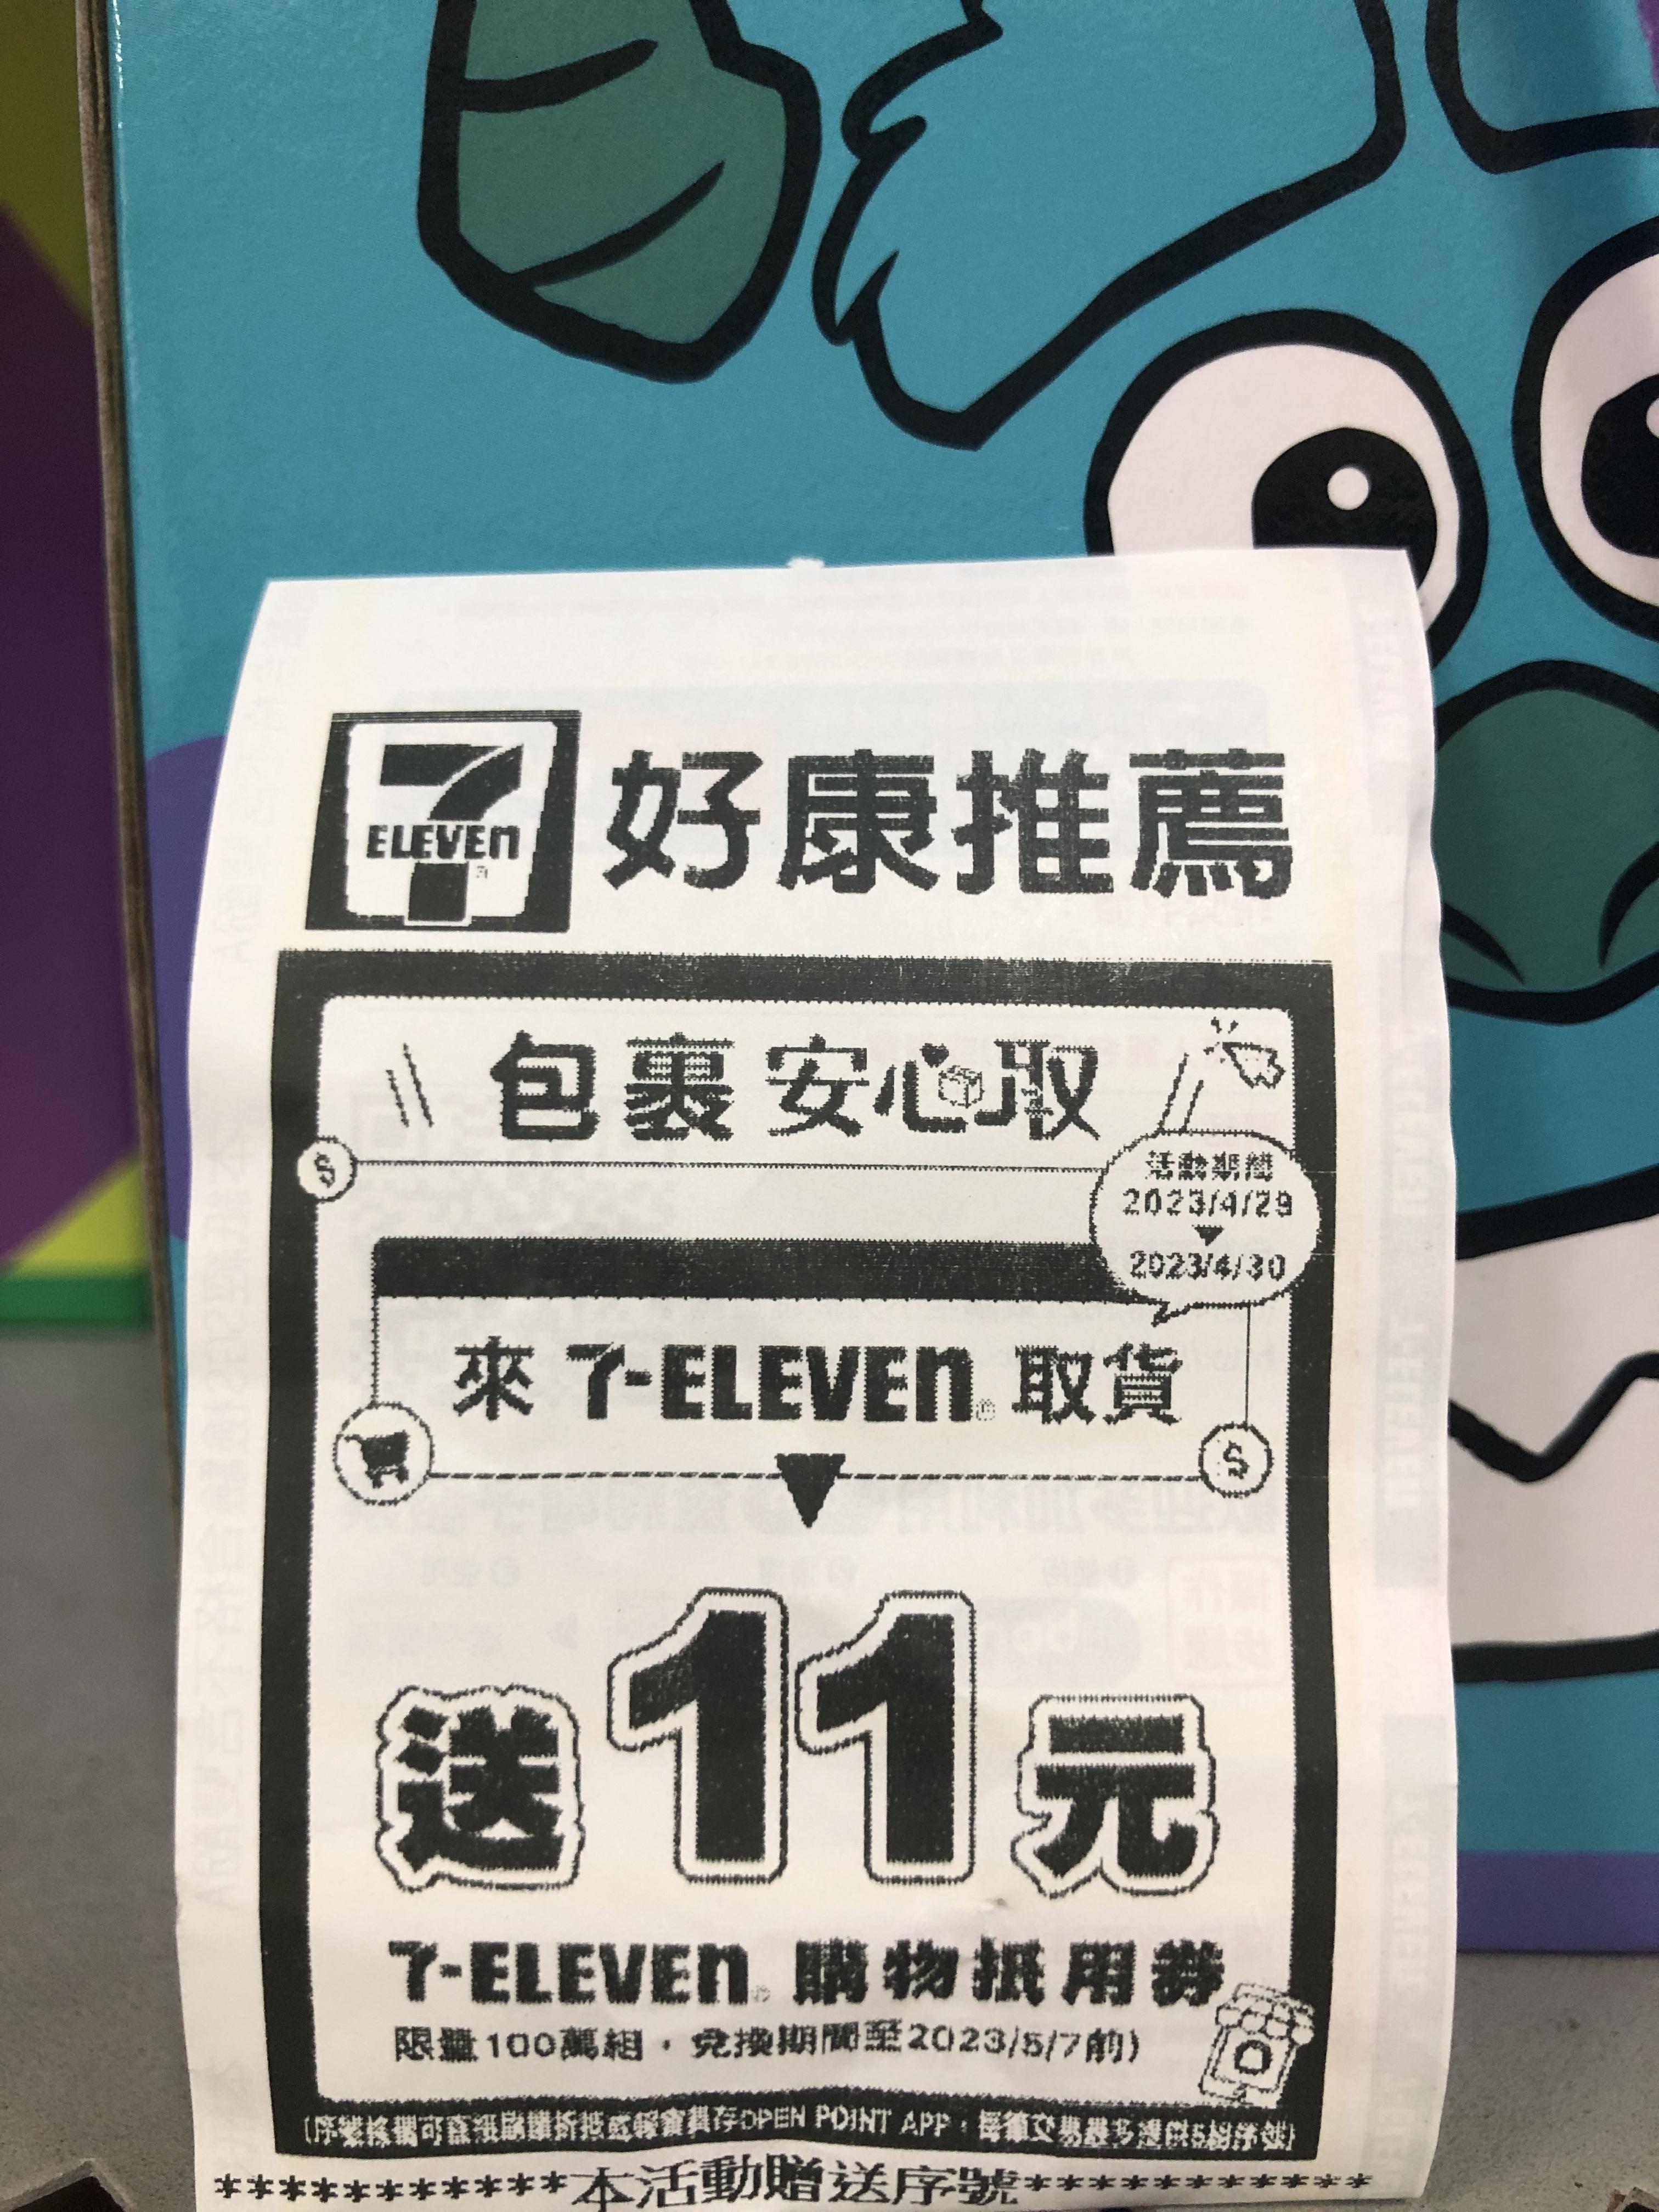 7
ELEVEn
好康推薦
包裹安心取
活動期間
2023/4/29
2023/4/30
來 7-ELEVEn® 取貨
送11元
7-ELEVEn® 購物抵用券
限量100萬組，兌換期間至2023/5/7前)
OPEN POINT APP
***********本活動贈送序號***********